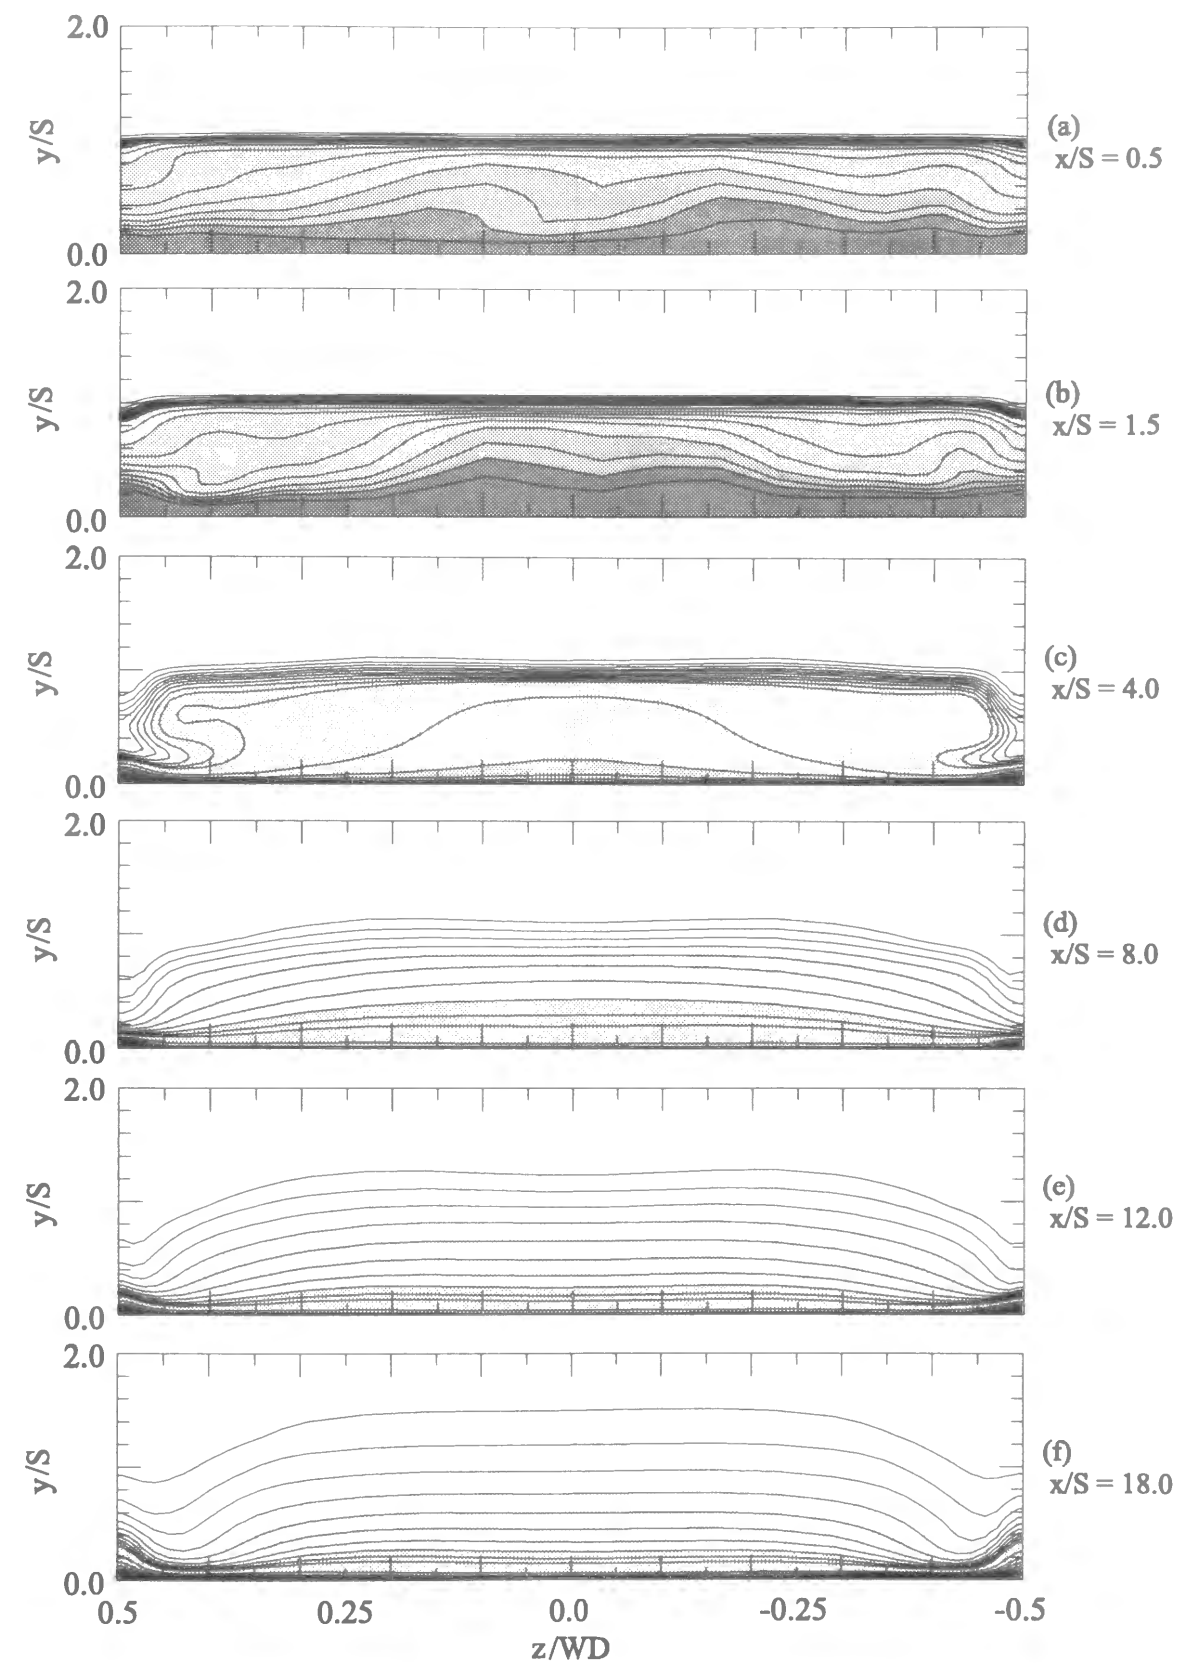 2.0
y/S
0.0
(a)
x/S = 0.5
2.0
y/S
0.0
(b)
x/S = 1.5
2.0
y/S
0.0
(c)
x/S = 4.0
2.0
y/S
0.0
(d)
x/S = 8.0
2.0
y/S
0.0
(e)
x/S = 12.0
2.0
y/S
0.0
(f)
x/S = 18.0
0.5 0.25 0.0 -0.25 -0.5
z/WD